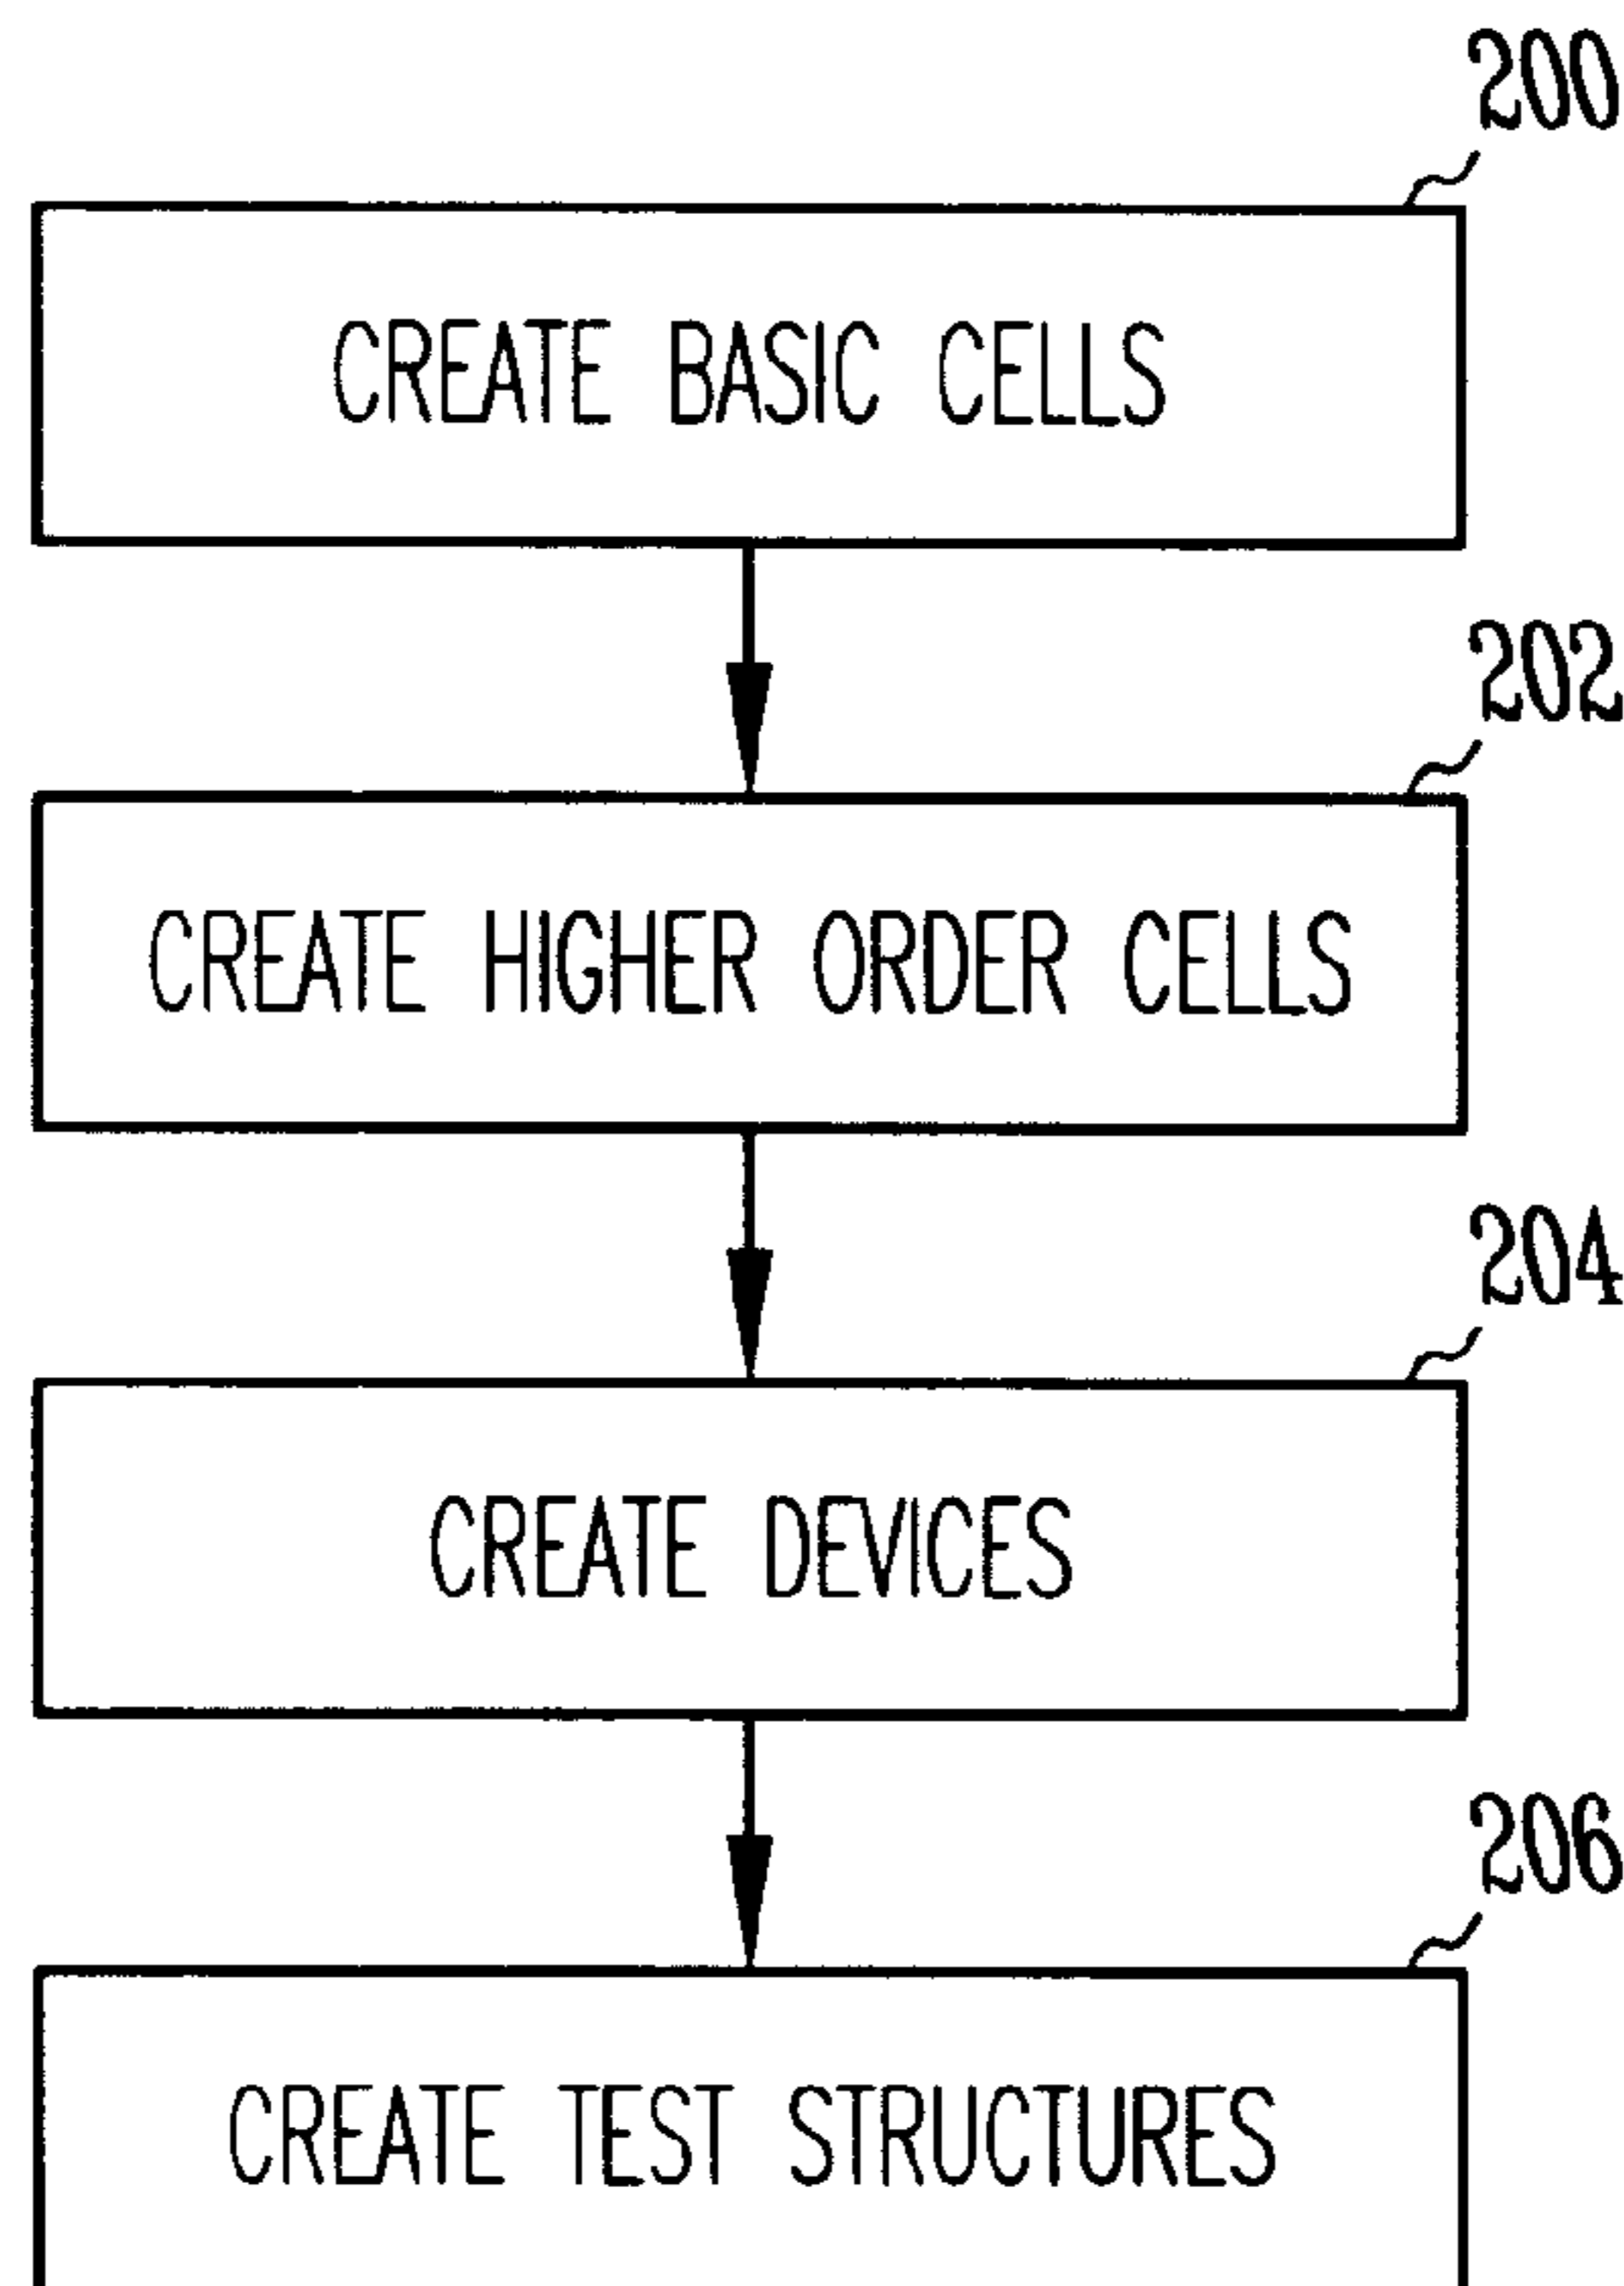 200
CREATE BASIC CELLS
202
CREATE HIGHER ORDER CELLS
204
CREATE DEVICES
206
CREATE TEST STRUCTURES